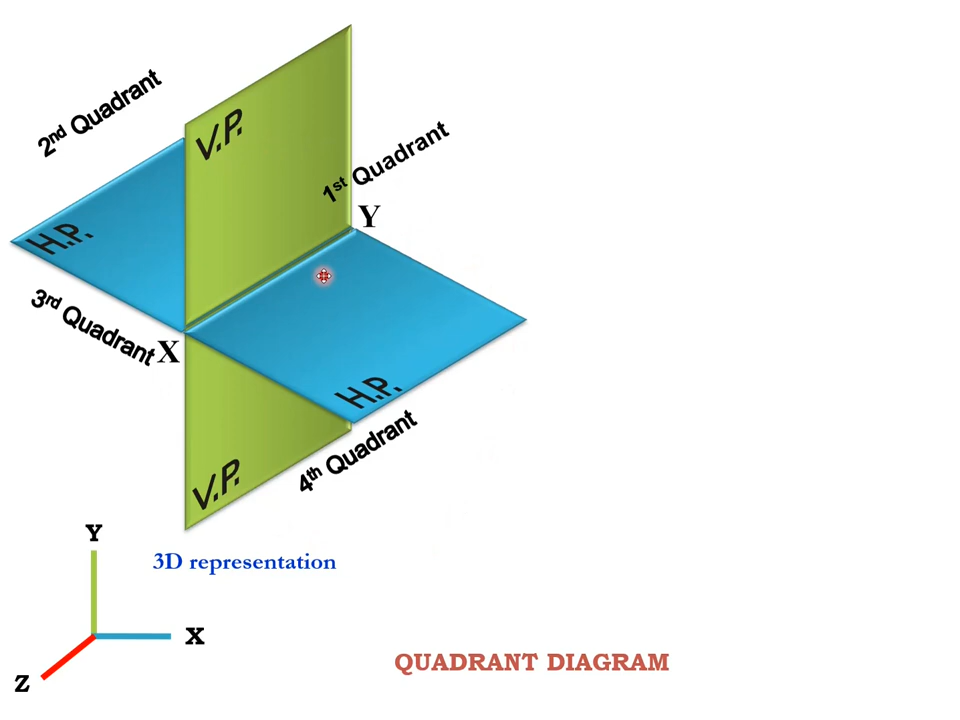 2nd Quadrant
V.P.
1st Quadrant
Y
H.P.
3rd Quadrant
X
H.P.
4th Quadrant
V.P.
Y
3D representation
X
Z
QUADRANT DIAGRAM